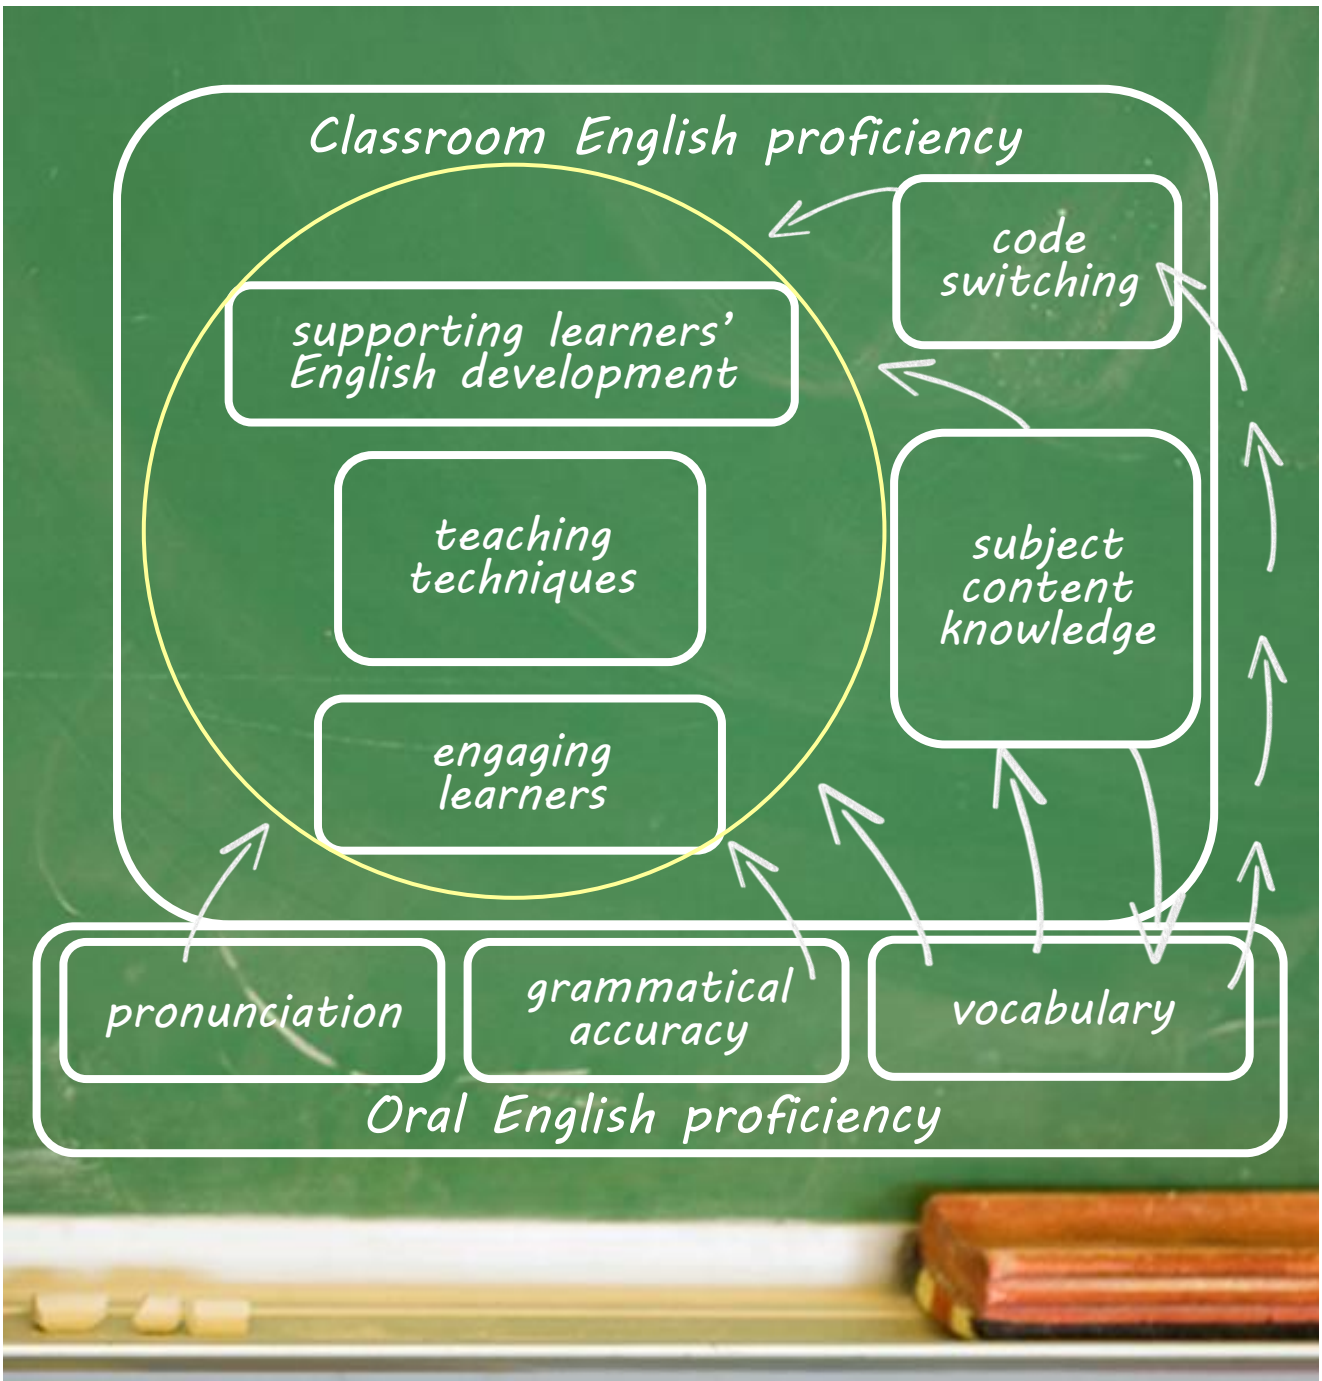 Classroom English proficiency
code
switching
supporting learners’
English development
teaching
techniques
subject
content
knowledge
engaging
learners
pronunciation
grammatical
accuracy
vocabulary
Oral English proficiency